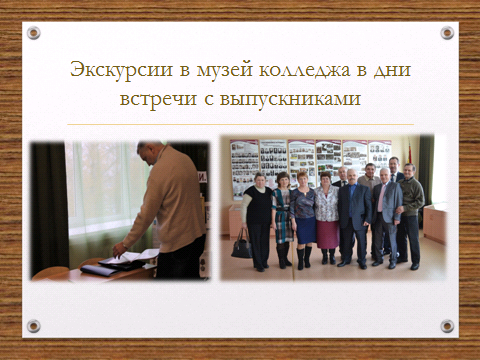 Экскурсии в музей колледжа в дни
встречи с выпускниками